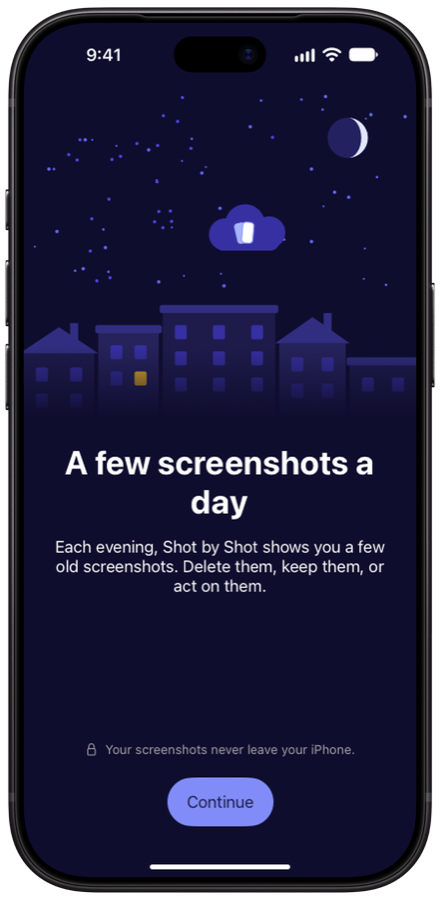 9:41
A few screenshots a
day
Each evening, Shot by Shot shows you a few
old screenshots. Delete them, keep them, or
act on them.
Your screenshots never leave your iPhone.
Continue